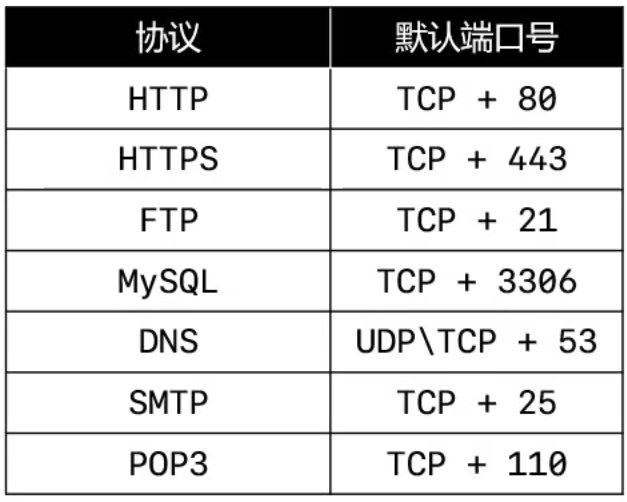 协议 默认端口号
HTTP TCP + 80
HTTPS TCP + 443
FTP TCP + 21
MySQL TCP + 3306
DNS UDP\TCP + 53
SMTP TCP + 25
POP3 TCP + 110